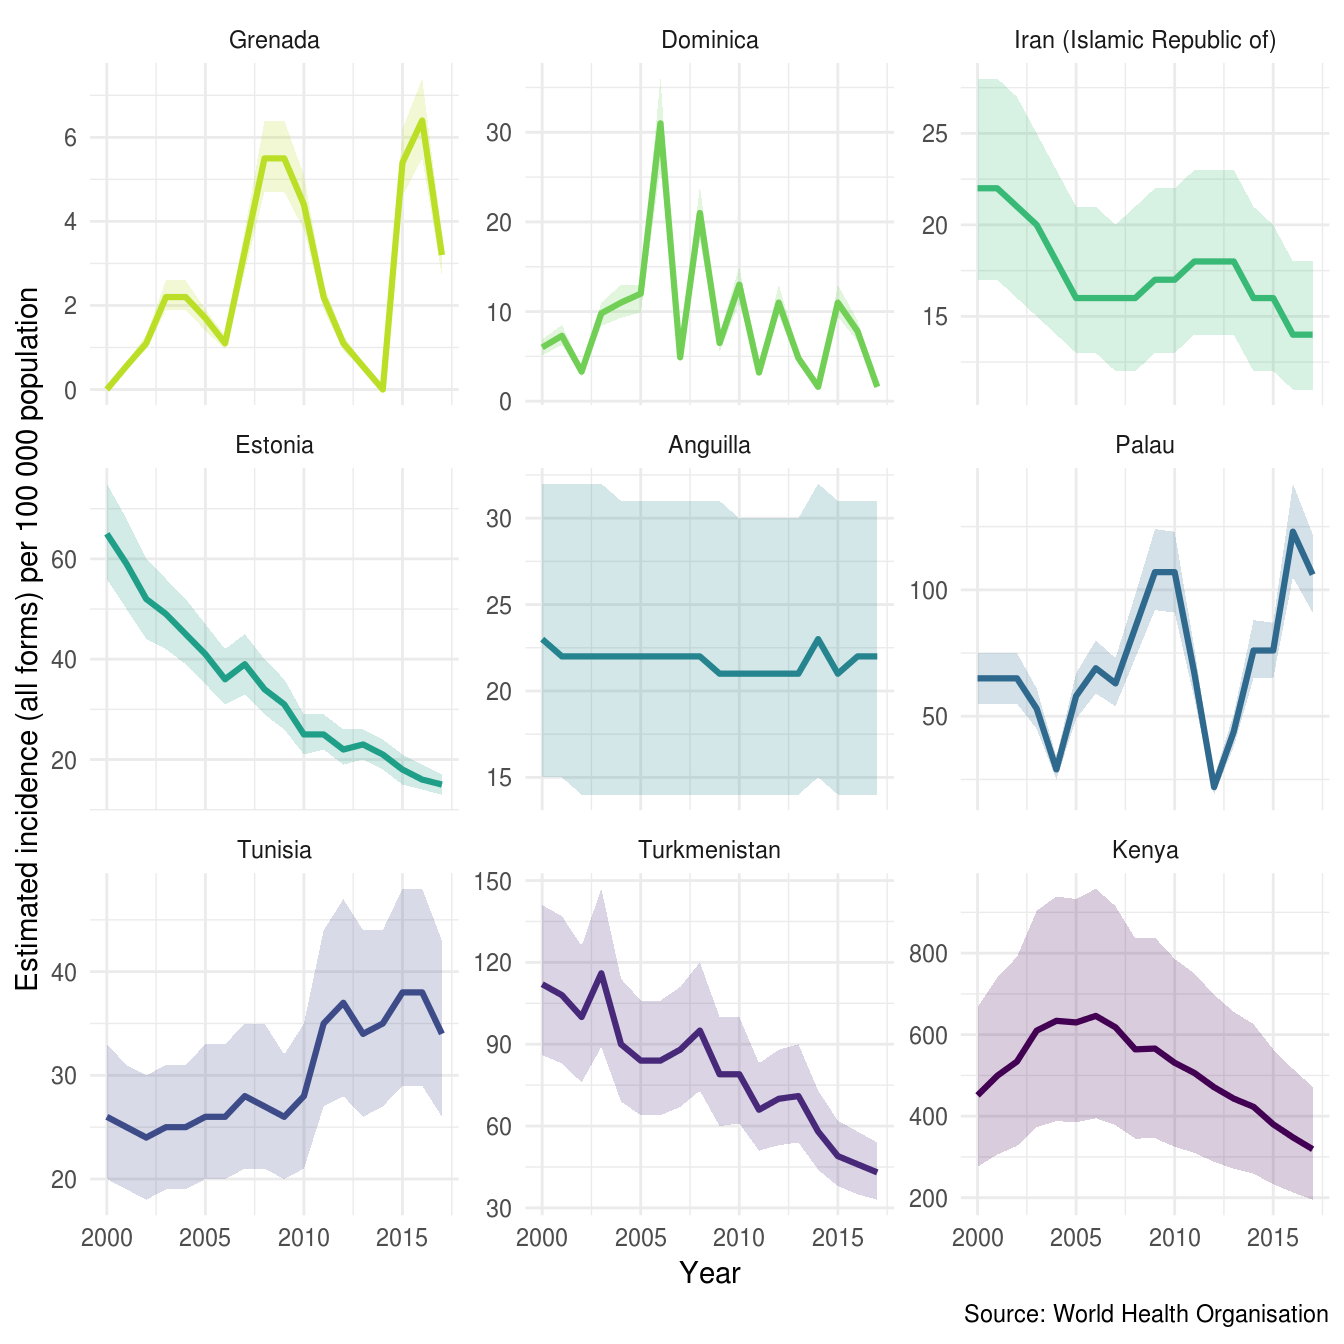 Grenada Dominica Iran (Islamic Republic of)
6 30 25
4 20 20
2 10 15
0 0
Estimated incidence (all forms) per 100 000 population
Estonia Anguilla Palau
60 30 100
40 25 50
20 20
15
Tunisia Turkmenistan Kenya
40 150 800
30 120 600
20 90 400
60 200
30
2000 2005 2010 2015 2000 2005 2010 2015 2000 2005 2010 2015
Year
Source: World Health Organisation